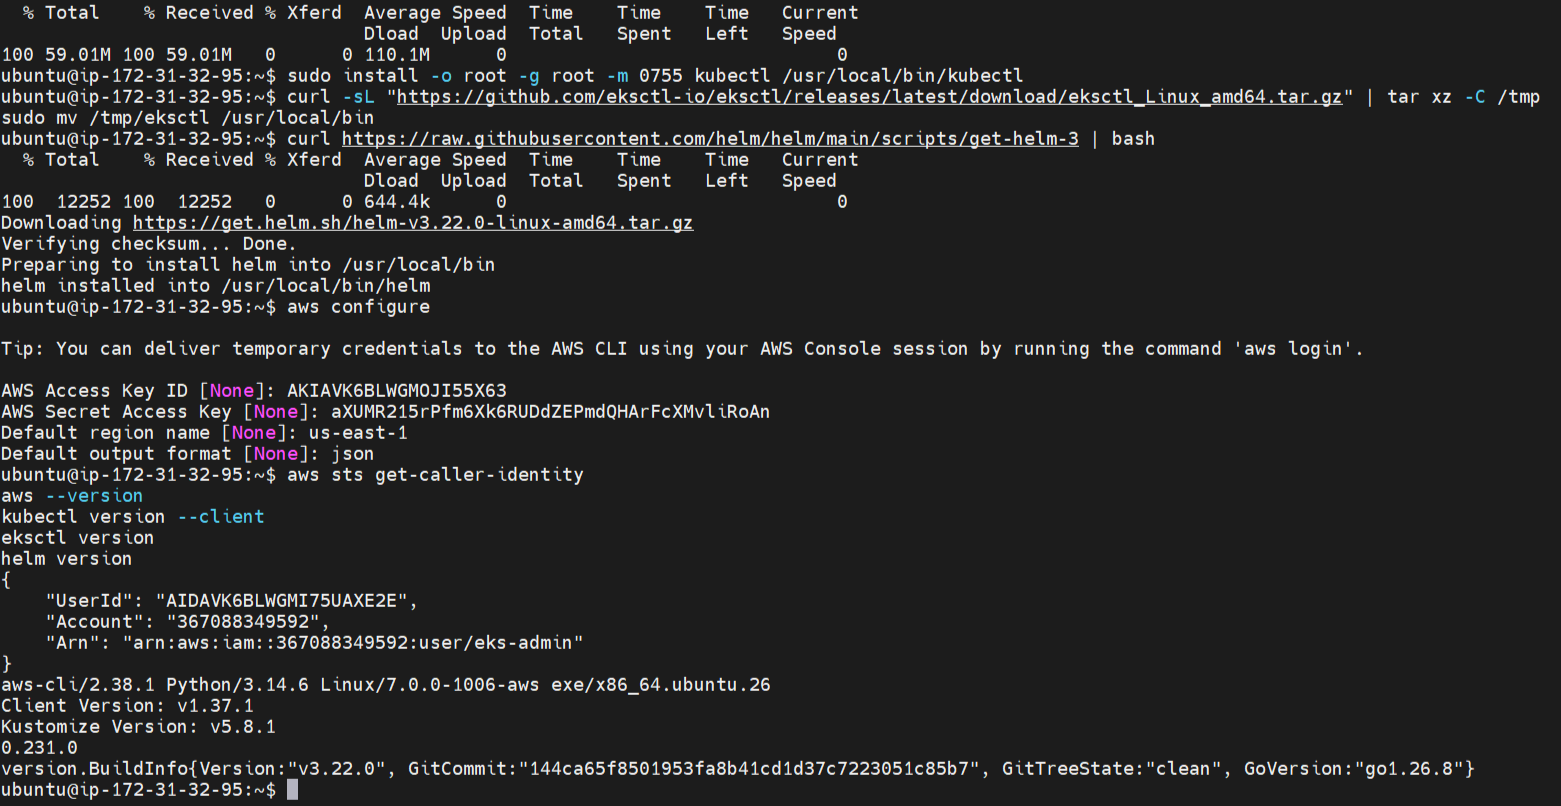 % Total % Received % Xferd Average Speed Time Time Time Current
Dload Upload Total Spent Left Speed
100 59.01M 100 59.01M 0 0 110.1M 0 0
ubuntu@ip-172-31-32-95:~$ sudo install -o root -g root -m 0755 kubectl /usr/local/bin/kubectl
ubuntu@ip-172-31-32-95:~$ curl -sL "https://github.com/eksctl-io/eksctl/releases/latest/download/eksctl_Linux_amd64.tar.gz" | tar xz -C /tmp
sudo mv /tmp/eksctl /usr/local/bin
ubuntu@ip-172-31-32-95:~$ curl https://raw.githubusercontent.com/helm/helm/main/scripts/get-helm-3 | bash
% Total % Received % Xferd Average Speed Time Time Time Current
Dload Upload Total Spent Left Speed
100 12252 100 12252 0 0 644.4k 0 0
Downloading https://get.helm.sh/helm-v3.22.0-linux-amd64.tar.gz
Verifying checksum... Done.
Preparing to install helm into /usr/local/bin
helm installed into /usr/local/bin/helm
ubuntu@ip-172-31-32-95:~$ aws configure
Tip: You can deliver temporary credentials to the AWS CLI using your AWS Console session by running the command 'aws login'.
AWS Access Key ID [None]: AKIAVK6BLWGMOJI55X63
AWS Secret Access Key [None]: aXUMR215rPfm6Xk6RUDdZEPmdQHArFcXMvliRoAn
Default region name [None]: us-east-1
Default output format [None]: json
ubuntu@ip-172-31-32-95:~$ aws sts get-caller-identity
aws --version
kubectl version --client
eksctl version
helm version
{
"UserId": "AIDAVK6BLWGMI75UAXE2E",
"Account": "367088349592",
"Arn": "arn:aws:iam::367088349592:user/eks-admin"
}
aws-cli/2.38.1 Python/3.14.6 Linux/7.0.0-1006-aws exe/x86_64.ubuntu.26
Client Version: v1.37.1
Kustomize Version: v5.8.1
0.231.0
version.BuildInfo{Version:"v3.22.0", GitCommit:"144ca65f8501953fa8b41cd1d37c7223051c85b7", GitTreeState:"clean", GoVersion:"go1.26.8"}
ubuntu@ip-172-31-32-95:~$